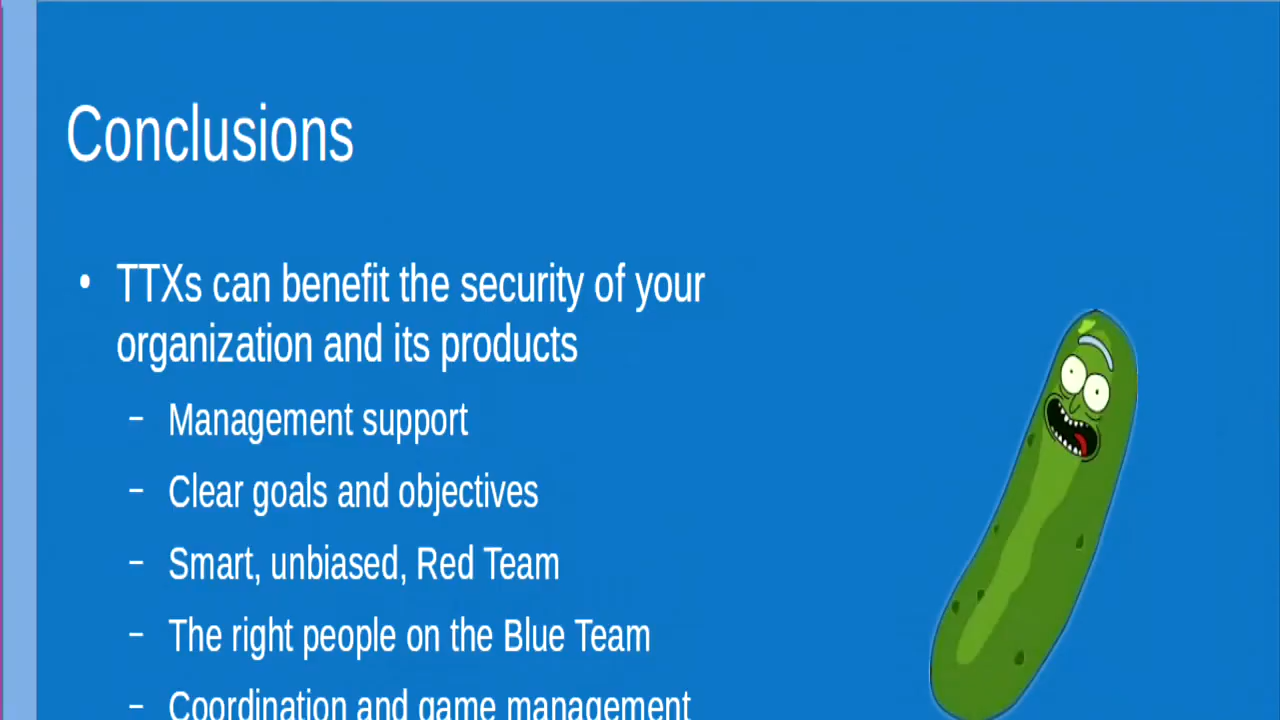 Conclusions
• TTXs can benefit the security of your
organization and its products
– Management support
– Clear goals and objectives
– Smart, unbiased, Red Team
– The right people on the Blue Team
– Coordination and game management